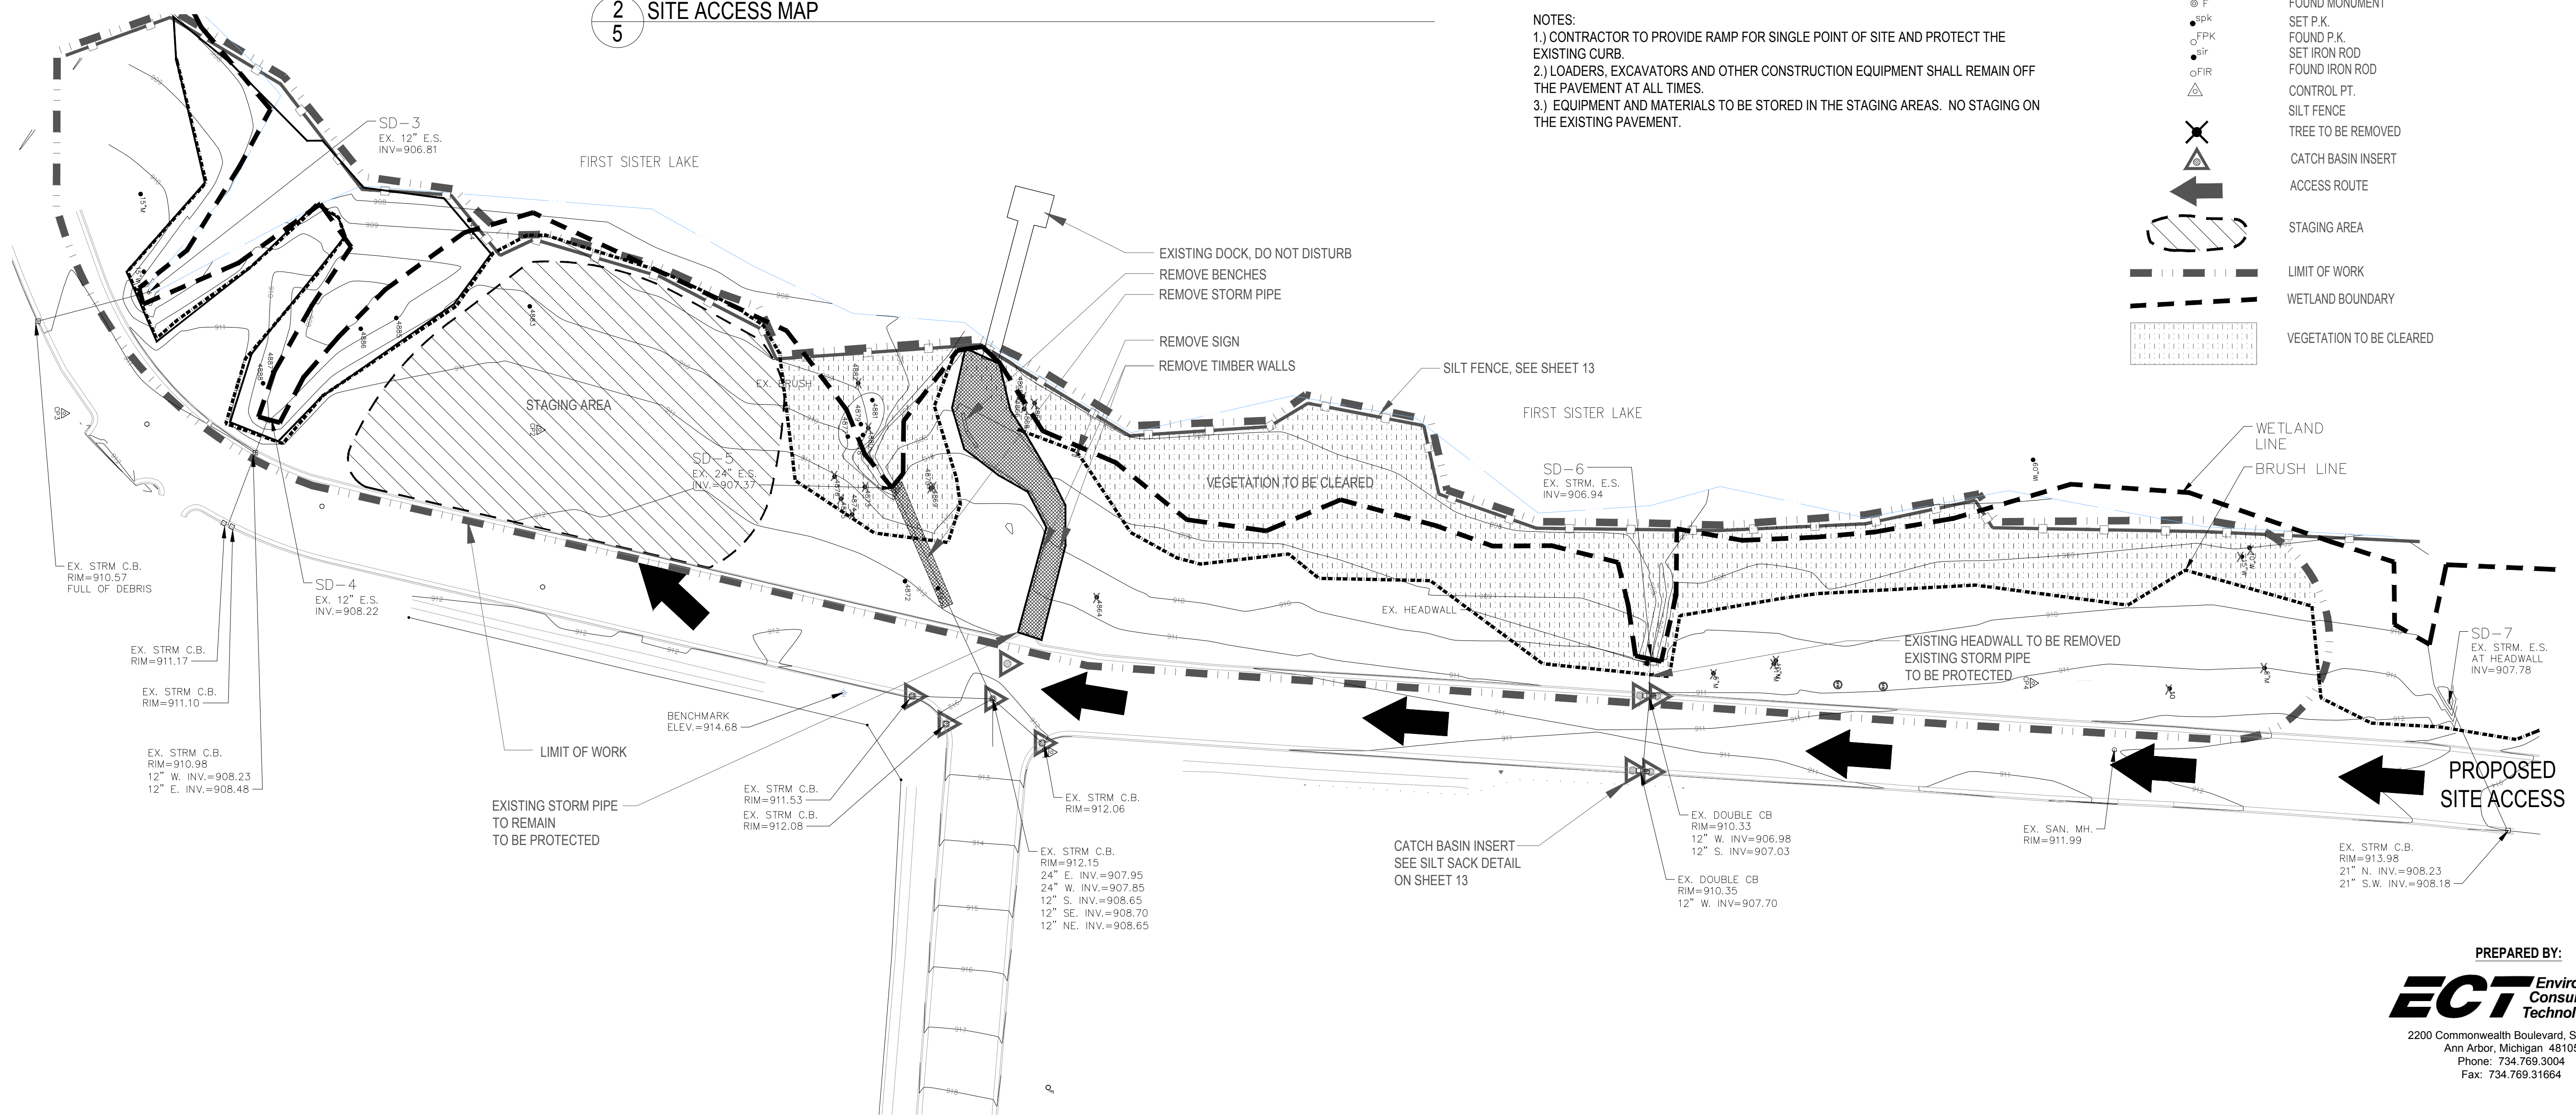 2
5
SITE ACCESS MAP
NOTES:
1.) CONTRACTOR TO PROVIDE RAMP FOR SINGLE POINT OF SITE AND PROTECT THE
EXISTING CURB.
2.) LOADERS, EXCAVATORS AND OTHER CONSTRUCTION EQUIPMENT SHALL REMAIN OFF
THE PAVEMENT AT ALL TIMES.
3.) EQUIPMENT AND MATERIALS TO BE STORED IN THE STAGING AREAS. NO STAGING ON
THE EXISTING PAVEMENT.
F FOUND MONUMENT
spk SET P.K.
FPK FOUND P.K.
sir SET IRON ROD
FIR FOUND IRON ROD
CONTROL PT.
SILT FENCE
TREE TO BE REMOVED
CATCH BASIN INSERT
ACCESS ROUTE
STAGING AREA
LIMIT OF WORK
WETLAND BOUNDARY
VEGETATION TO BE CLEARED
SD-3
EX. 12" E.S.
INV=906.81
FIRST SISTER LAKE
EXISTING DOCK, DO NOT DISTURB
REMOVE BENCHES
REMOVE STORM PIPE
REMOVE SIGN
REMOVE TIMBER WALLS
SILT FENCE, SEE SHEET 13
FIRST SISTER LAKE
WETLAND
LINE
BRUSH LINE
EX. BRUSH
STAGING AREA
SD-5
EX. 24" E.S.
INV.=907.37
VEGETATION TO BE CLEARED
SD-6
EX. STRM. E.S.
INV=906.94
EX. HEADWALL
EXISTING HEADWALL TO BE REMOVED
EXISTING STORM PIPE
TO BE PROTECTED
SD-7
EX. STRM. E.S.
AT HEADWALL
INV=907.78
EX. STRM C.B.
RIM=910.57
FULL OF DEBRIS
SD-4
EX. 12" E.S.
INV.=908.22
EX. STRM C.B.
RIM=911.17
EX. STRM C.B.
RIM=911.10
EX. STRM C.B.
RIM=910.98
12" W. INV.=908.23
12" E. INV.=908.48
LIMIT OF WORK
BENCHMARK
ELEV.=914.68
EXISTING STORM PIPE
TO REMAIN
TO BE PROTECTED
EX. STRM C.B.
RIM=911.53
EX. STRM C.B.
RIM=912.08
EX. STRM C.B.
RIM=912.06
EX. STRM C.B.
RIM=912.15
24" E. INV.=907.95
24" W. INV.=907.85
12" S. INV.=908.65
12" SE. INV.=908.70
12" NE. INV.=908.65
CATCH BASIN INSERT
SEE SILT SACK DETAIL
ON SHEET 13
EX. DOUBLE CB
RIM=910.33
12" W. INV=906.98
12" S. INV=907.03
EX. DOUBLE CB
RIM=910.35
12" W. INV=907.70
EX. SAN. MH.
RIM=911.99
PROPOSED
SITE ACCESS
EX. STRM C.B.
RIM=913.98
21" N. INV=908.23
21" S.W. INV=908.18
913
914
915
916
917
918
PREPARED BY:
ECT
Enviro
Consul
Technol
2200 Commonwealth Boulevard, S
Ann Arbor, Michigan 48105
Phone: 734.769.3004
Fax: 734.769.31664